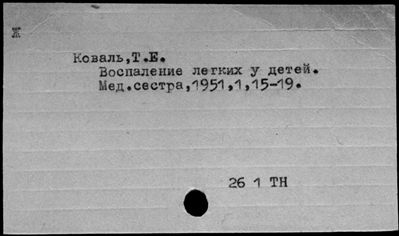 Ж
Коваль,Т.Е.
Воспаление легких у детей.
Мед.сестра,1951,1,15-19.
26 1 ТН